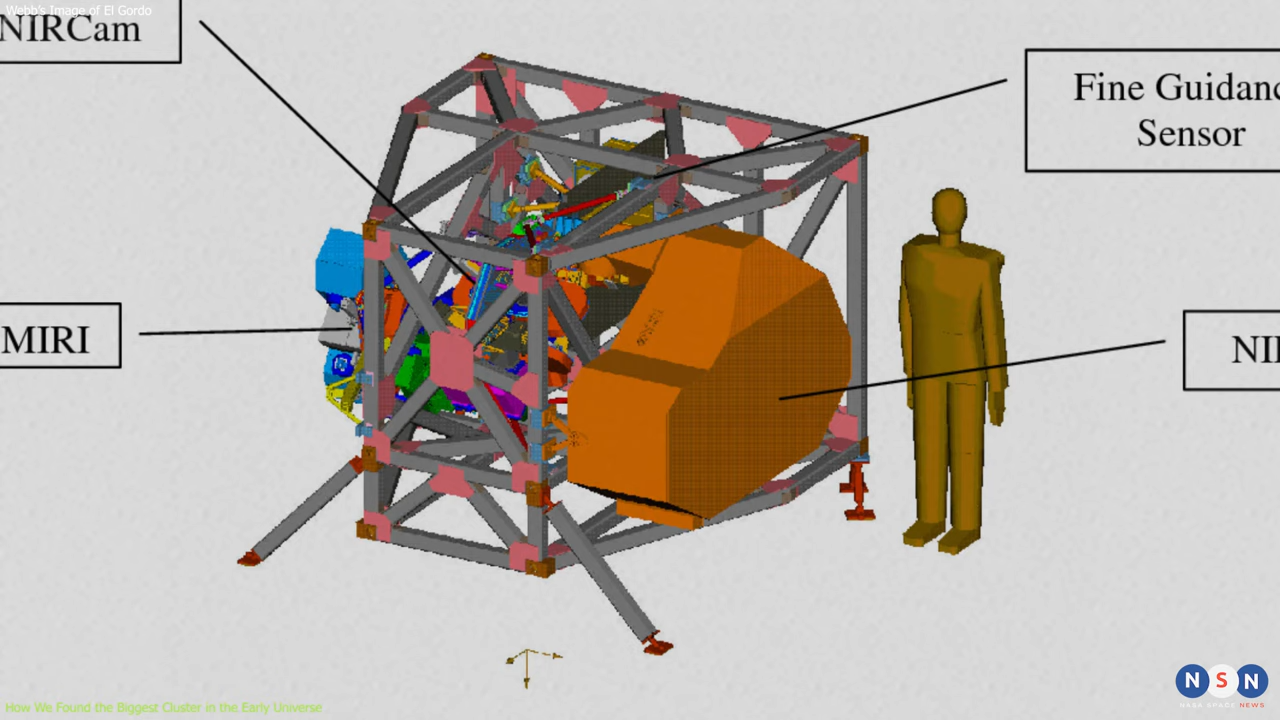 Webb's Image of El Gordo
NIRCam
Fine Guidanc
Sensor
MIRI
NI
How We Found the Biggest Cluster in the Early Universe
NSN
NASA SPACE NEWS